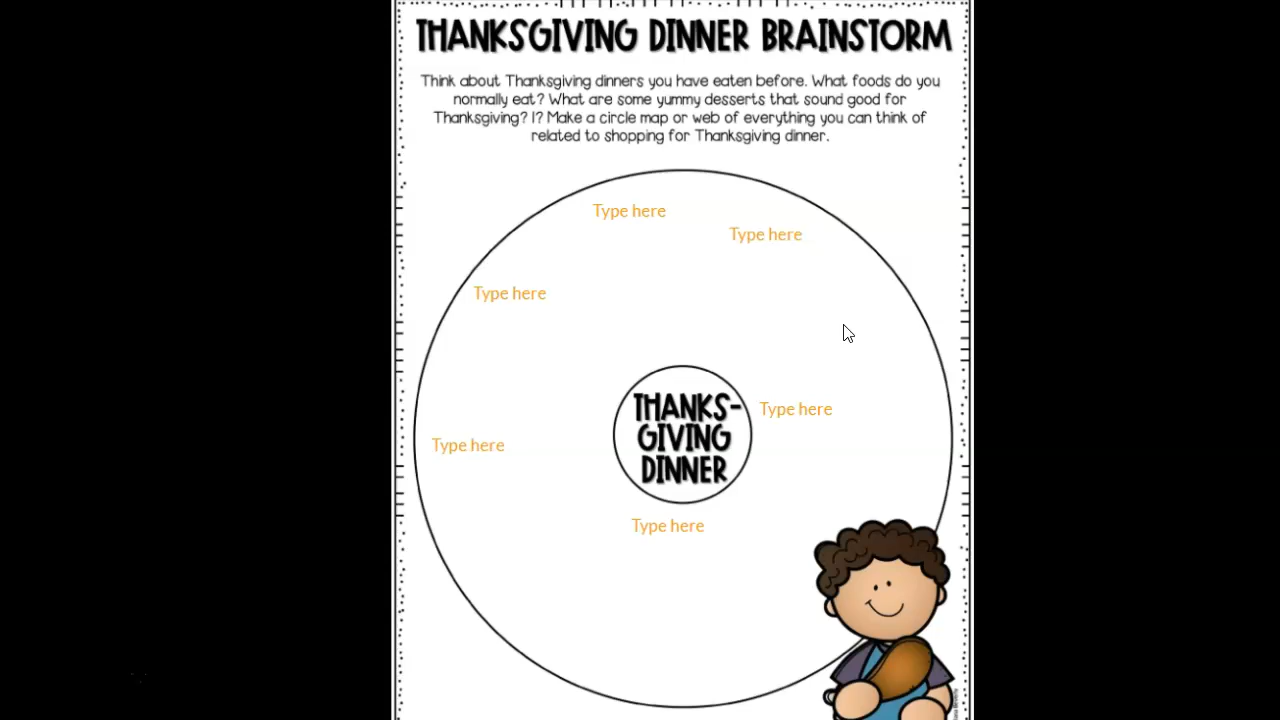 THANKSGIVING DINNER BRAINSTORM
Think about Thanksgiving dinners you have eaten before. What foods do you
normally eat? What are some yummy desserts that sound good for
Thanksgiving? I? Make a circle map or web of everything you can think of
related to shopping for Thanksgiving dinner.
Type here
Type here
Type here
THANKS-
GIVING
DINNER
Type here
Type here
Type here